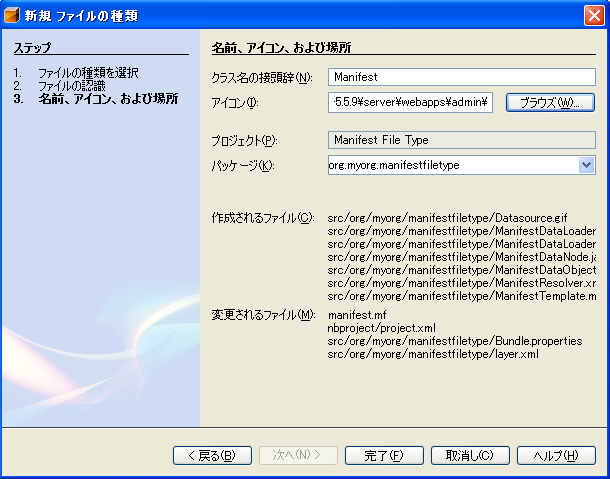 新規 ファイルの種類
ステップ
1. ファイルの種類を選択
2. ファイルの認識
3. 名前、アイコン、および場所
名前、アイコン、および場所
クラス名の接頭辞(N): Manifest
アイコン(I): -5.5.9¥server¥webapps¥admin¥ ブラウズ(W)...
プロジェクト(P): Manifest File Type
パッケージ(K): org.myorg.manifestfiletype
作成されるファイル(C): src/org/myorg/manifestfiletype/Datasource.gif
src/org/myorg/manifestfiletype/ManifestDataLoader
src/org/myorg/manifestfiletype/ManifestDataLoader
src/org/myorg/manifestfiletype/ManifestDataNode.ja
src/org/myorg/manifestfiletype/ManifestDataObject
src/org/myorg/manifestfiletype/ManifestResolver.xm
src/org/myorg/manifestfiletype/ManifestTemplate.m
変更されるファイル(M): manifest.mf
nbproject/project.xml
src/org/myorg/manifestfiletype/Bundle.properties
src/org/myorg/manifestfiletype/layer.xml
< 戻る(B) 次へ(N) > 完了(F) 取消し(C) ヘルプ(H)